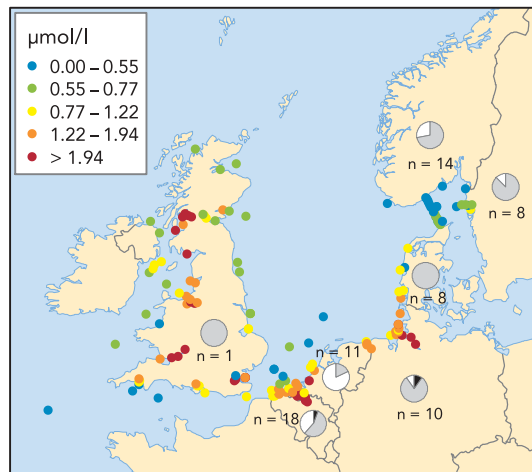 µmol/l
0.00 – 0.55
0.55 – 0.77
0.77 – 1.22
1.22 – 1.94
> 1.94
n = 14
n = 8
n = 8
n = 1
n = 11
n = 10
n = 18